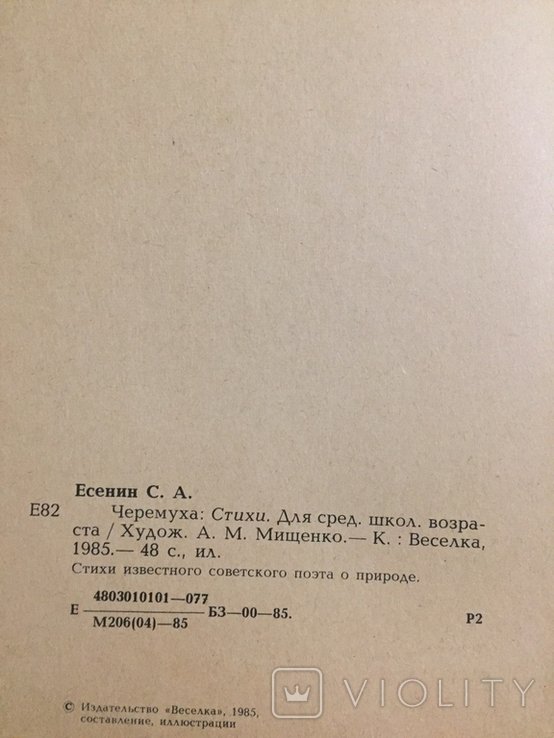 Есенин С. А.
Е82 Черемуха: Стихи. Для сред. школ. возра-
ста / Худож. А. М. Мищенко.— К. : Веселка,
1985.— 48 с., ил.
Стихи известного советского поэта о природе.
4803010101—077
Е БЗ—00—85.
М206(04)—85
Р2
© Издательство «Веселка», 1985,
составление, иллюстрации
VIOLITY